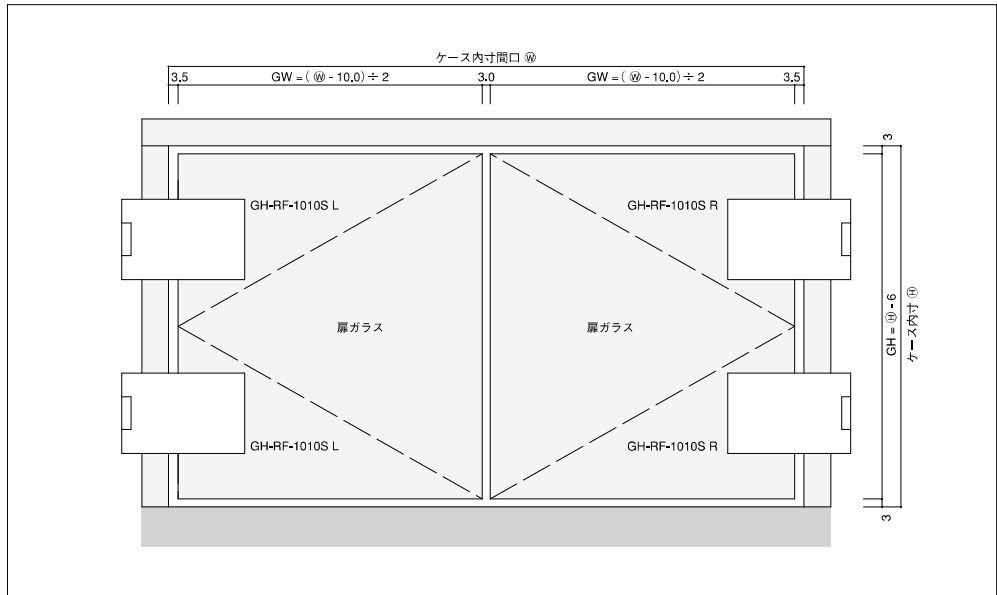 ケース内寸間口 Ⓦ
3.5 GW = ( Ⓦ - 10.0 ) ÷ 2 3.0 GW = ( Ⓦ - 10.0 ) ÷ 2 3.5
3
GH-RF-1010S L GH-RF-1010S R
扉ガラス 扉ガラス
GH = Ⓗ - 6
ケース内寸 Ⓗ
GH-RF-1010S L GH-RF-1010S R
3